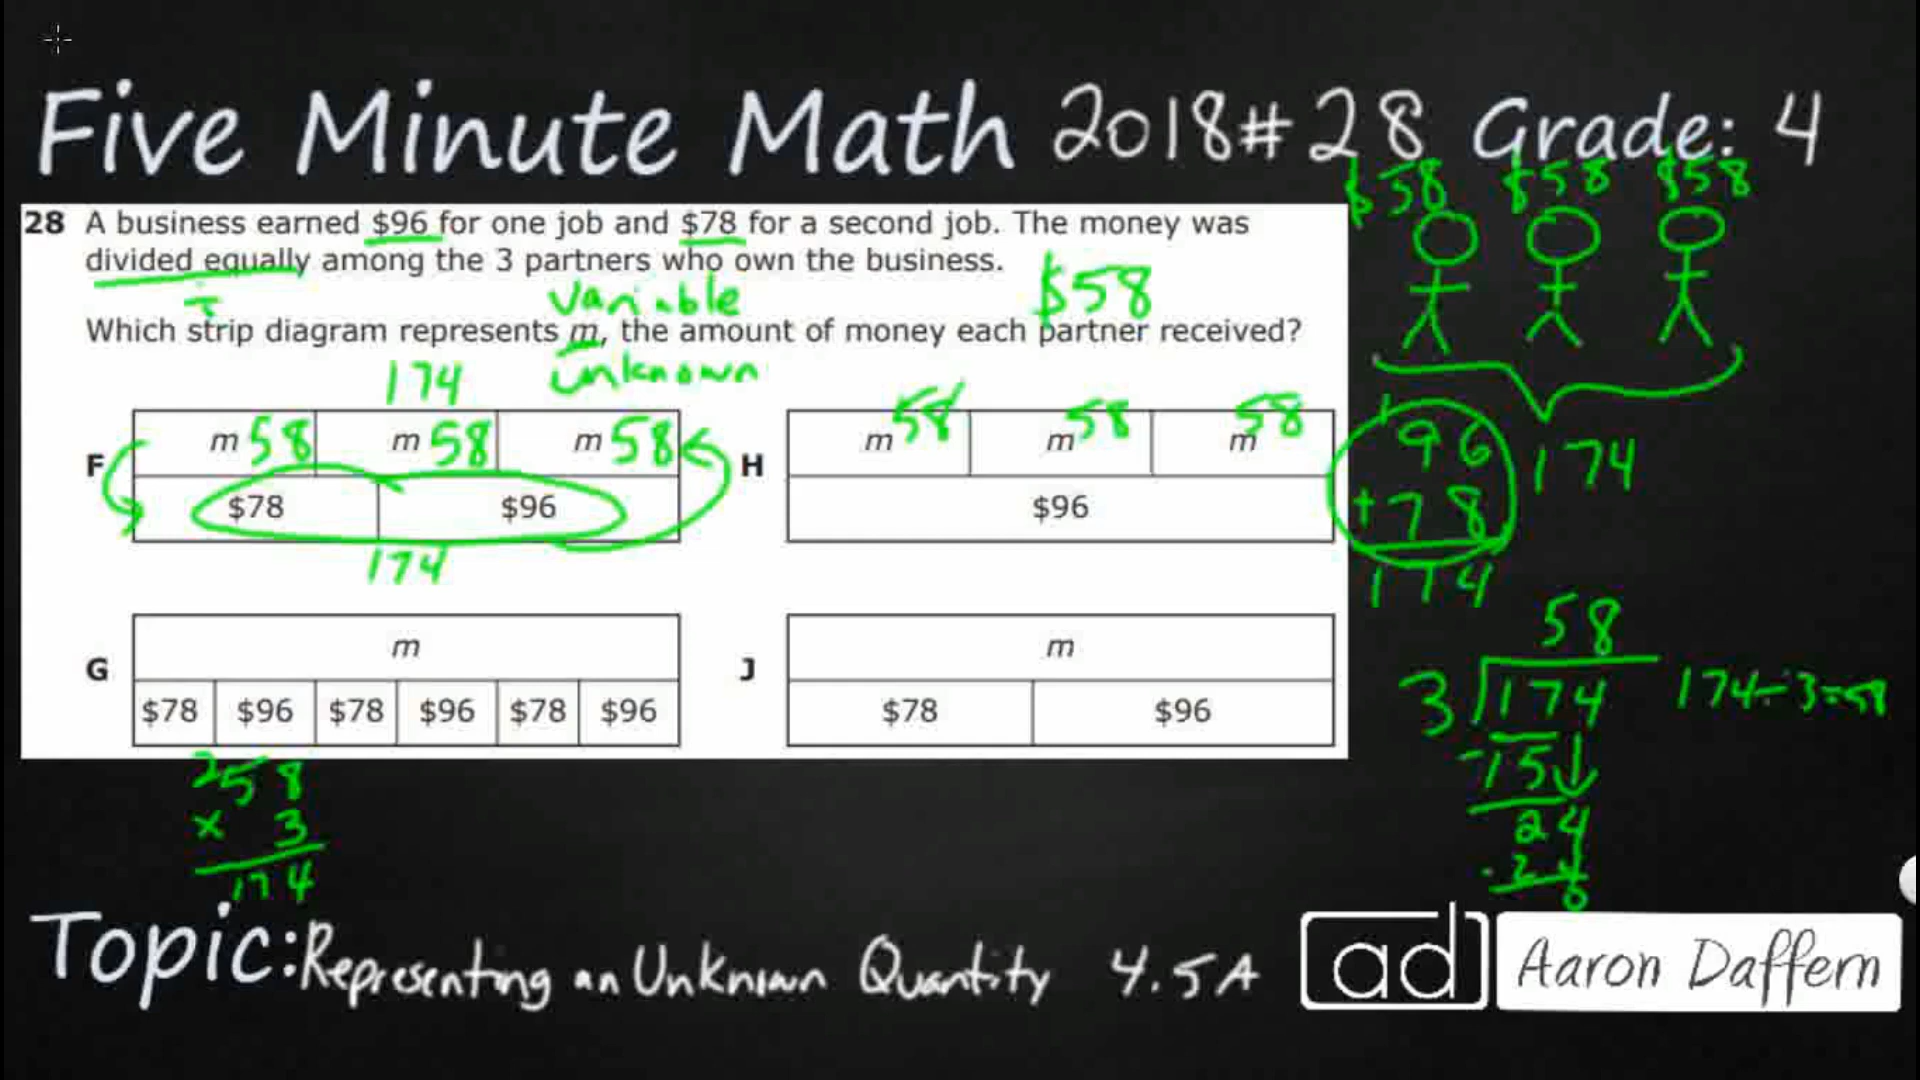 Five Minute Math 2018 #28 Grade: 4
$58 $58 $58
28 A business earned $96 for one job and $78 for a second job. The money was
divided equally among the 3 partners who own the business.
÷ variable $58
Which strip diagram represents m, the amount of money each partner received?
174 unknown
F m 58 m 58 m 58
$78 $96
174
H m 58 m 58 m 58
$96
1
96
+78
174
174
G m
$78 $96 $78 $96 $78 $96
J m
$78 $96
58
3 174 174÷3=58
-15
24
-24
0
2
58
x 3
174
Topic: Representing an Unknown Quantity 4.5A
ad Aaron Daffern